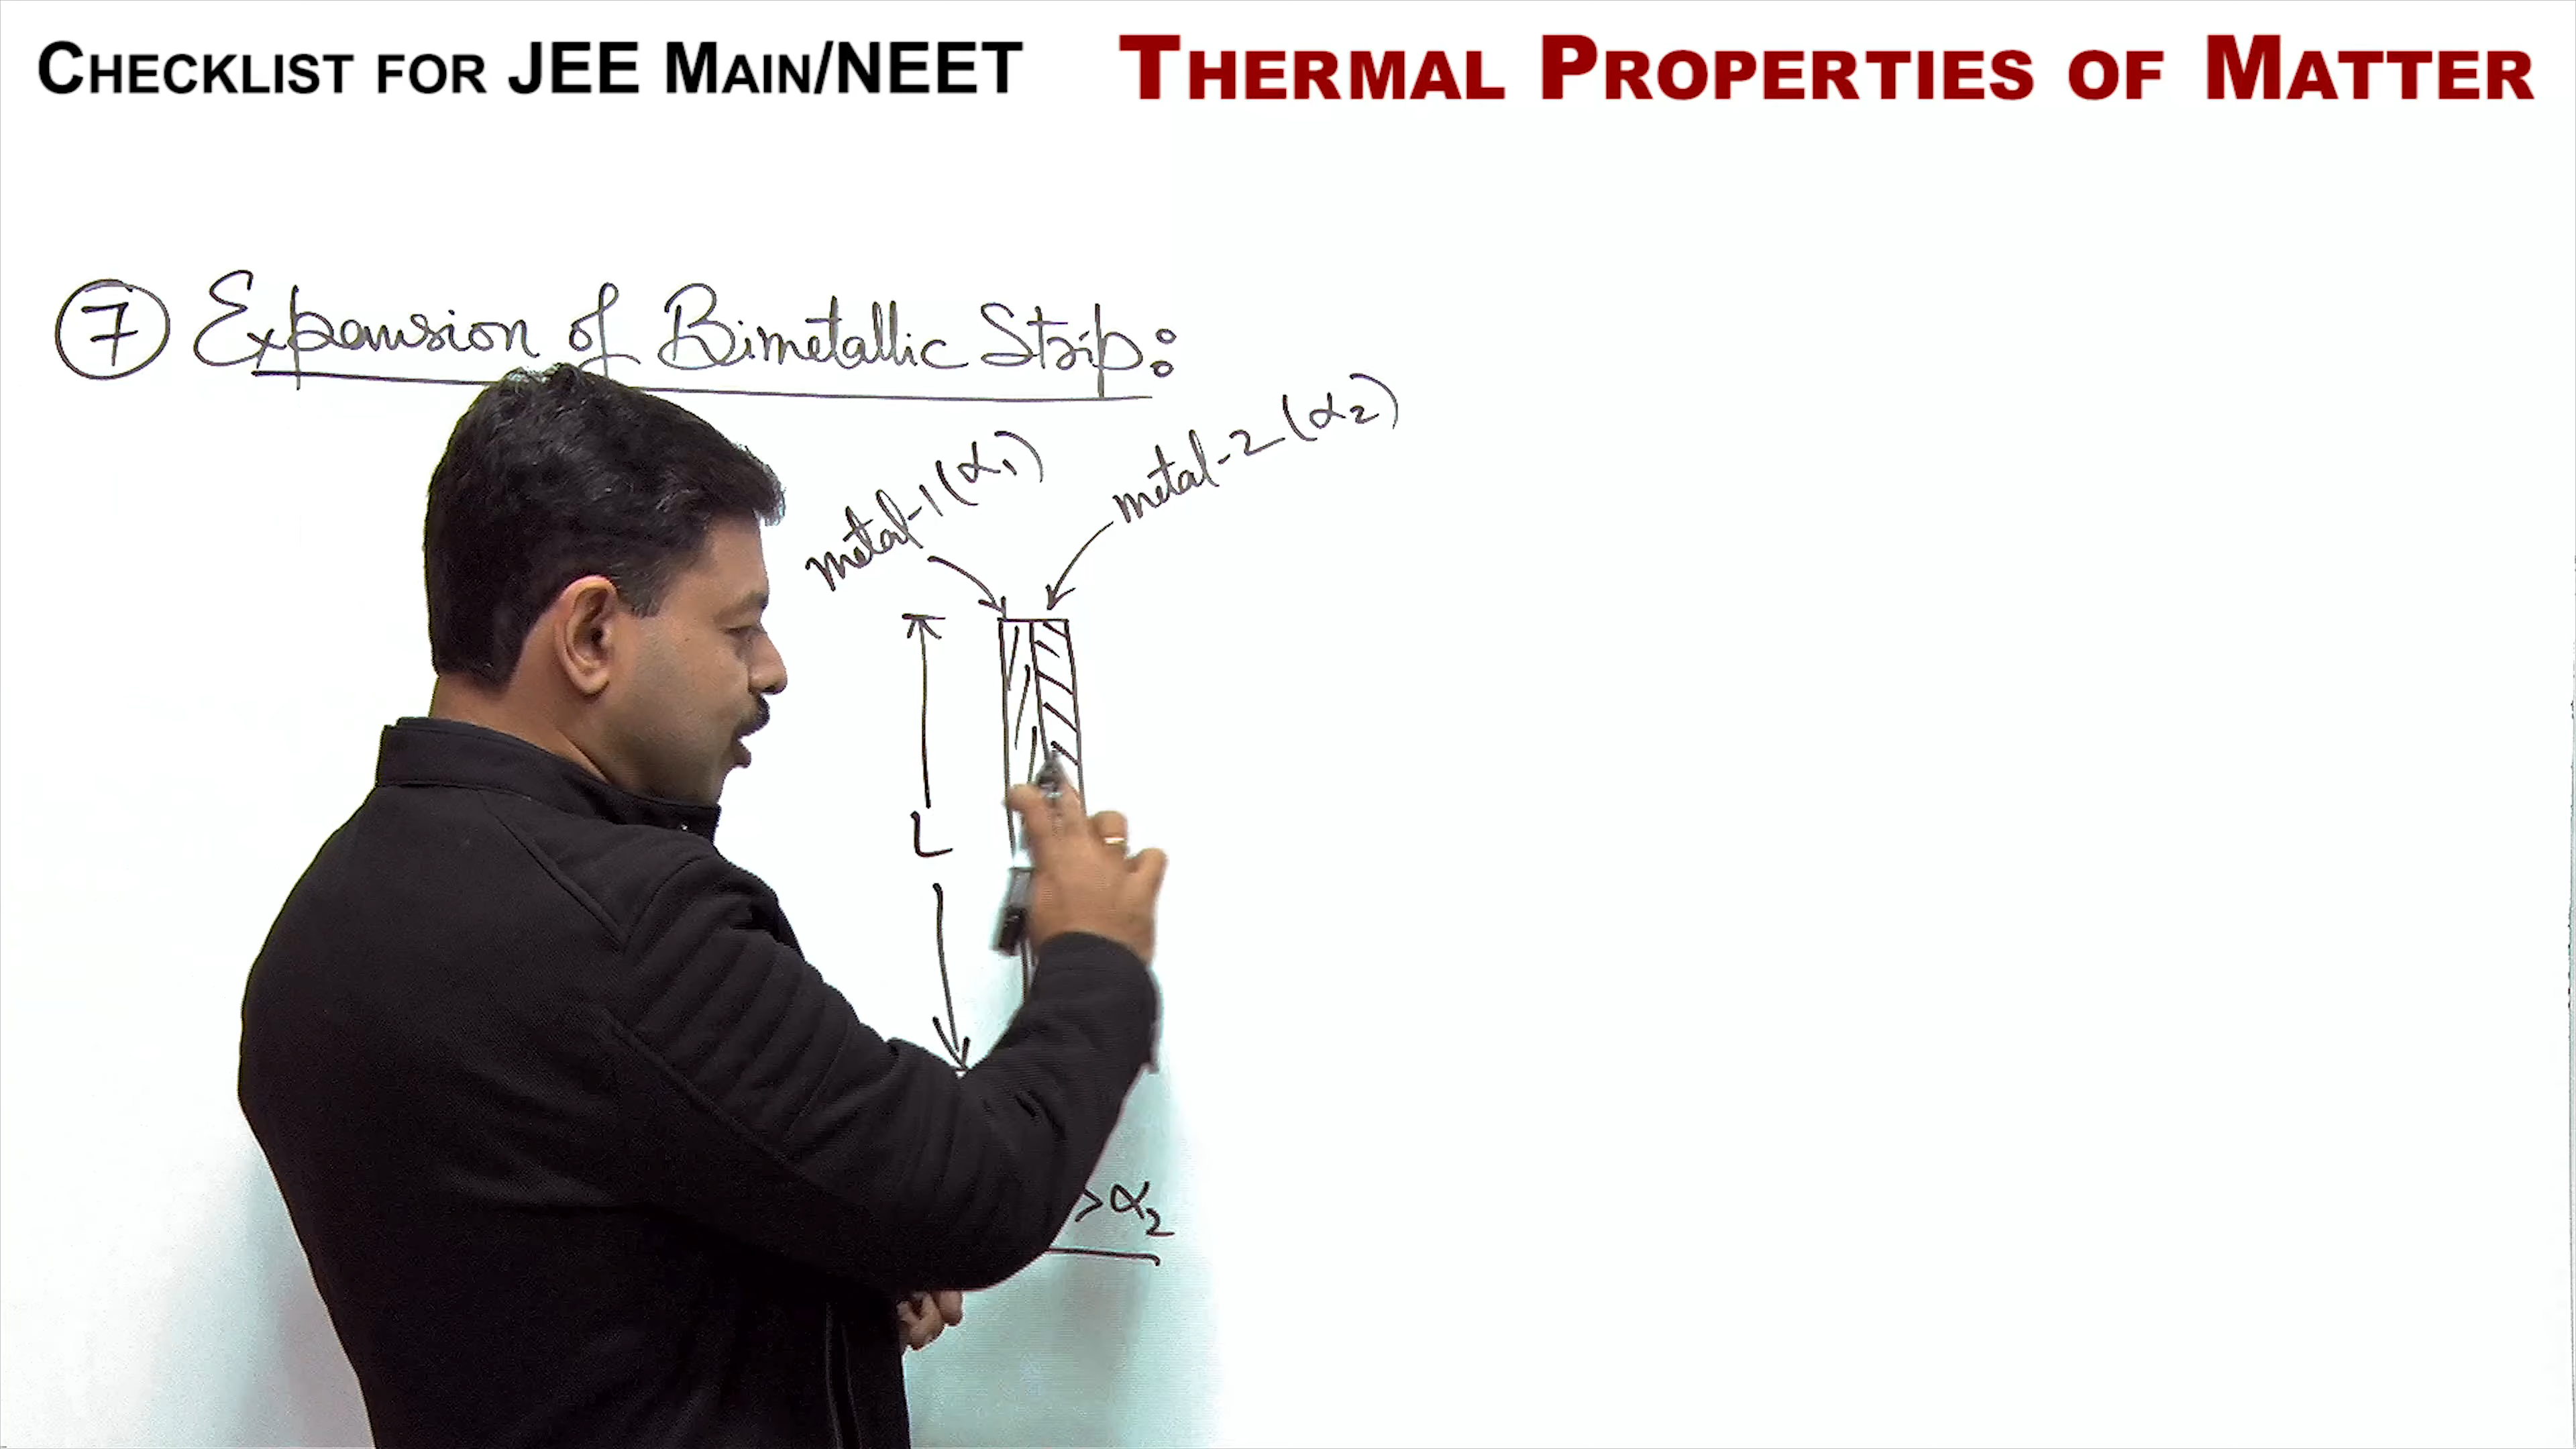 CHECKLIST FOR JEE MAIN/NEET THERMAL PROPERTIES OF MATTER
7 Expansion of Bimetallic Strip:
metal-1 (α1)
metal-2 (α2)
L
> α2